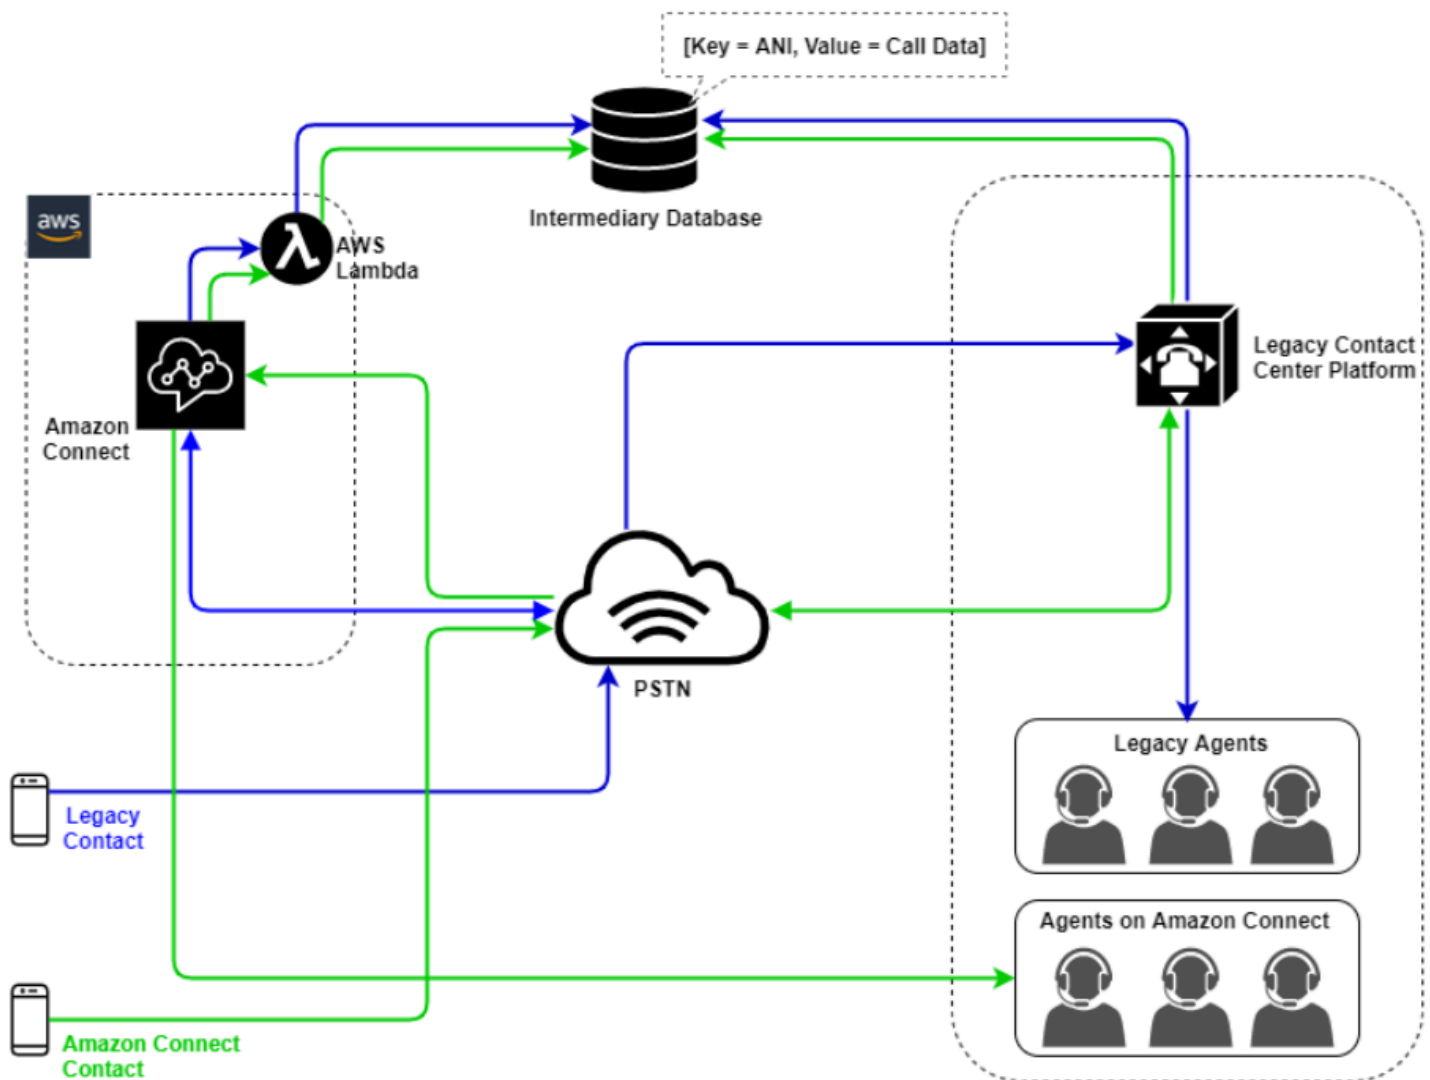 [Key = ANI, Value = Call Data]
aws
Intermediary Database
AWS
Lambda
Legacy Contact
Center Platform
Amazon
Connect
PSTN
Legacy Agents
Legacy
Contact
Agents on Amazon Connect
Amazon Connect
Contact